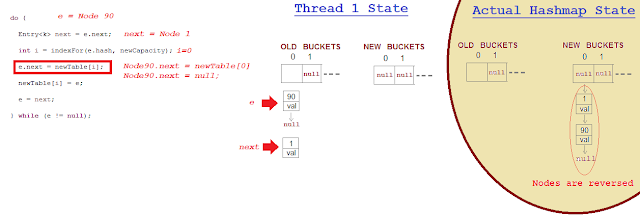 do {
e = Node 90
Entry<k> next = e.next;
next = Node 1
int i = indexFor(e.hash, newCapacity);
i=0
e.next = newTable[i];
Node90.next = newTable[0]
Node90.next = null;
newTable[i] = e;
e = next;
} while (e != null);
Thread 1 State
OLD BUCKETS
0 1
null
NEW BUCKETS
0 1
null null
e
90
val
null
next
1
val
Actual Hashmap State
OLD BUCKETS
0 1
null null
NEW BUCKETS
0 1
null null
1
val
90
val
null
Nodes are reversed